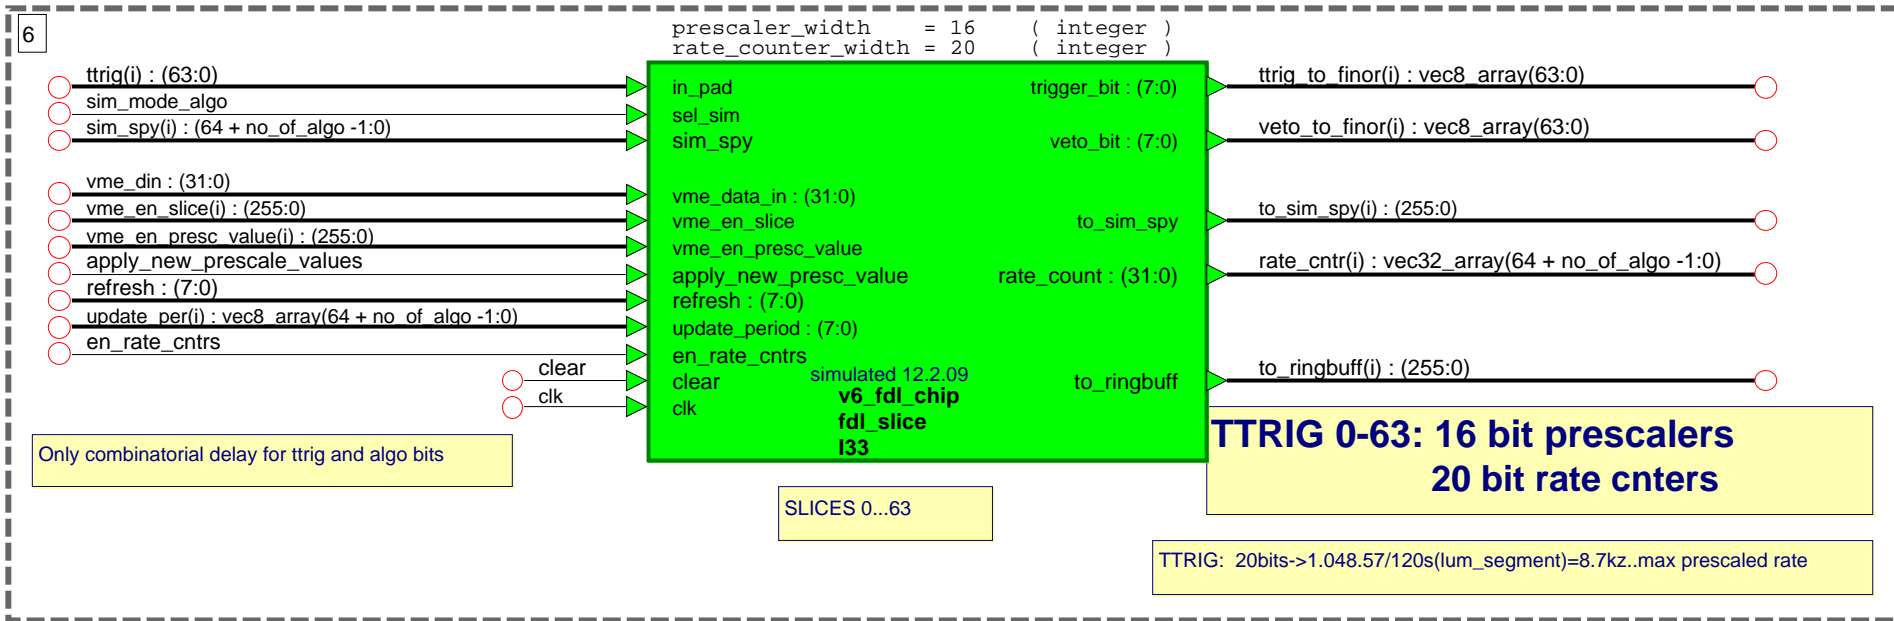 6
prescaler_width = 16 ( integer )
rate_counter_width = 20 ( integer )
ttrig(i) : (63:0)
sim_mode_algo
sim_spy(i) : (64 + no_of_algo -1:0)
vme_din : (31:0)
vme_en_slice(i) : (255:0)
vme_en_presc_value(i) : (255:0)
apply_new_prescale_values
refresh : (7:0)
update_per(i) : vec8_array(64 + no_of_algo -1:0)
en_rate_cntrs
clear
clk
in_pad
sel_sim
sim_spy
vme_data_in : (31:0)
vme_en_slice
vme_en_presc_value
apply_new_presc_value
refresh : (7:0)
update_period : (7:0)
en_rate_cntrs
clear
clk
simulated 12.2.09
v6_fdl_chip
fdl_slice
I33
trigger_bit : (7:0)
veto_bit : (7:0)
to_sim_spy
rate_count : (31:0)
to_ringbuff
ttrig_to_finor(i) : vec8_array(63:0)
veto_to_finor(i) : vec8_array(63:0)
to_sim_spy(i) : (255:0)
rate_cntr(i) : vec32_array(64 + no_of_algo -1:0)
to_ringbuff(i) : (255:0)
Only combinatorial delay for ttrig and algo bits
SLICES 0...63
TTRIG 0-63: 16 bit prescalers
20 bit rate cnters
TTRIG: 20bits->1.048.57/120s(lum_segment)=8.7kz..max prescaled rate